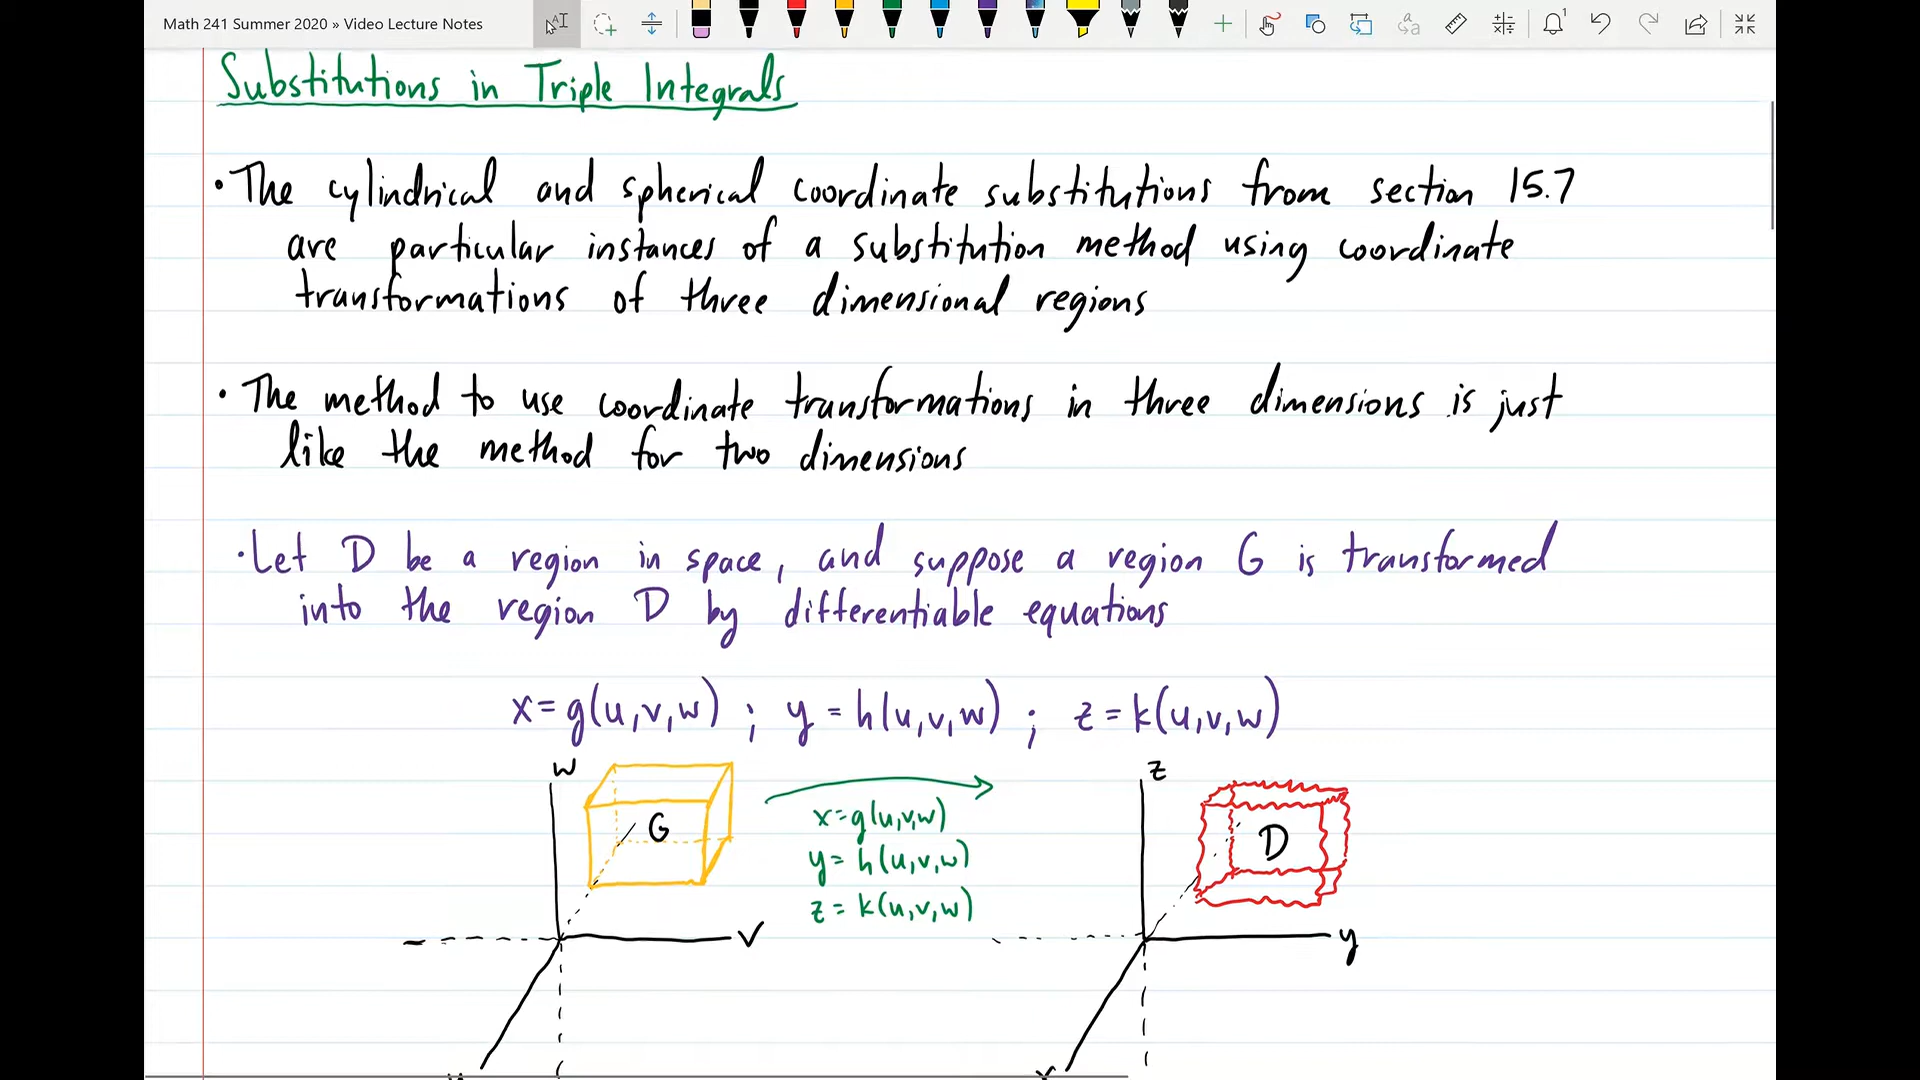 Math 241 Summer 2020 » Video Lecture Notes
Substitutions in Triple Integrals
• The cylindrical and spherical coordinate substitutions from section 15.7
are particular instances of a substitution method using coordinate
transformations of three dimensional regions
• The method to use coordinate transformations in three dimensions is just
like the method for two dimensions
• Let D be a region in space, and suppose a region G is transformed
into the region D by differentiable equations
x=g(u,v,w) ; y=h(u,v,w) ; z=k(u,v,w)
w
G
v
x=g(u,v,w)
y=h(u,v,w)
z=k(u,v,w)
z
D
y